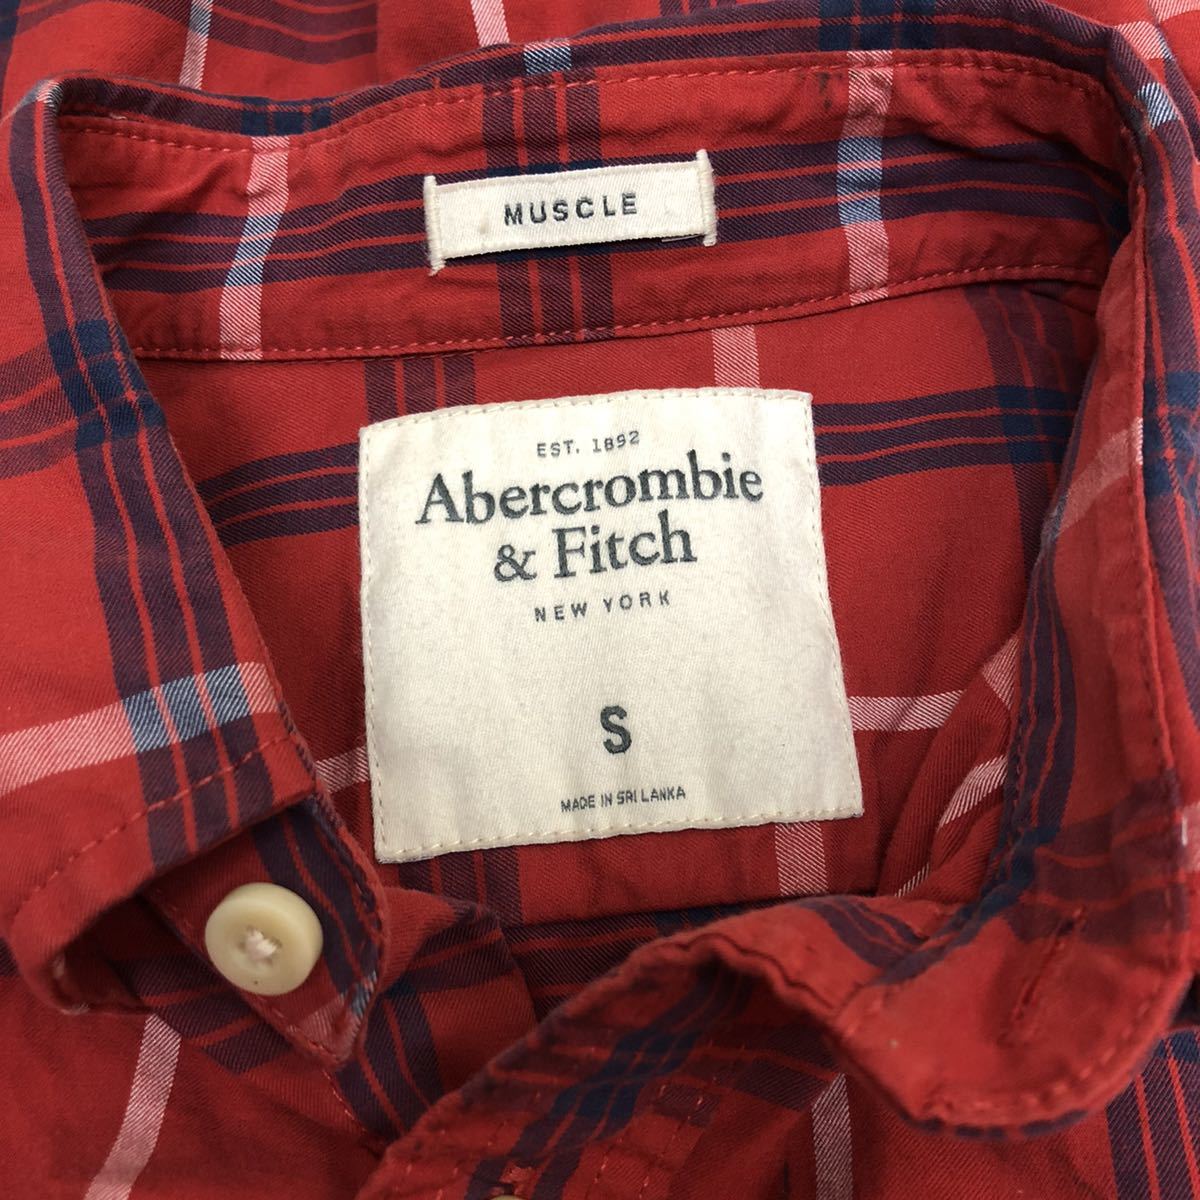 MUSCLE
EST. 1892
Abercrombie
& Fitch
NEW YORK
S
MADE IN SRI LANKA